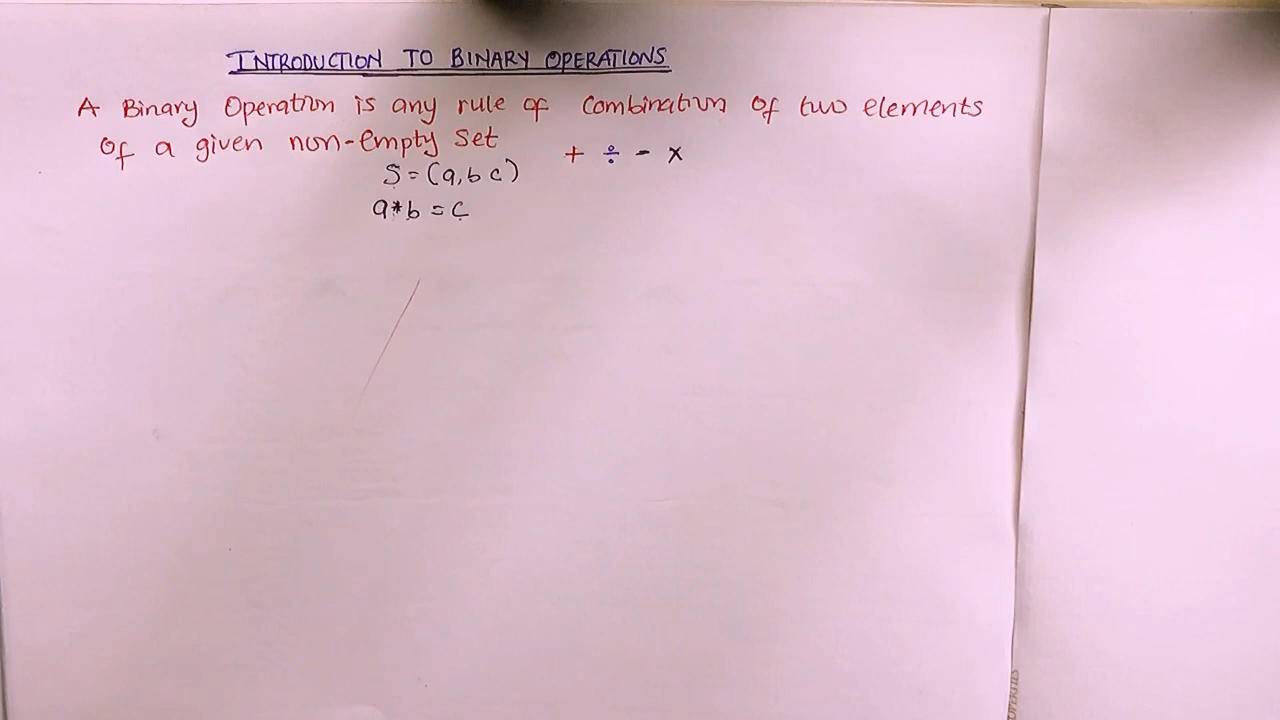 INTRODUCTION TO BINARY OPERATIONS
A Binary Operation is any rule of Combination of two elements
of a given non-empty set
+ ÷ - ×
S = (a, b c)
a*b = c